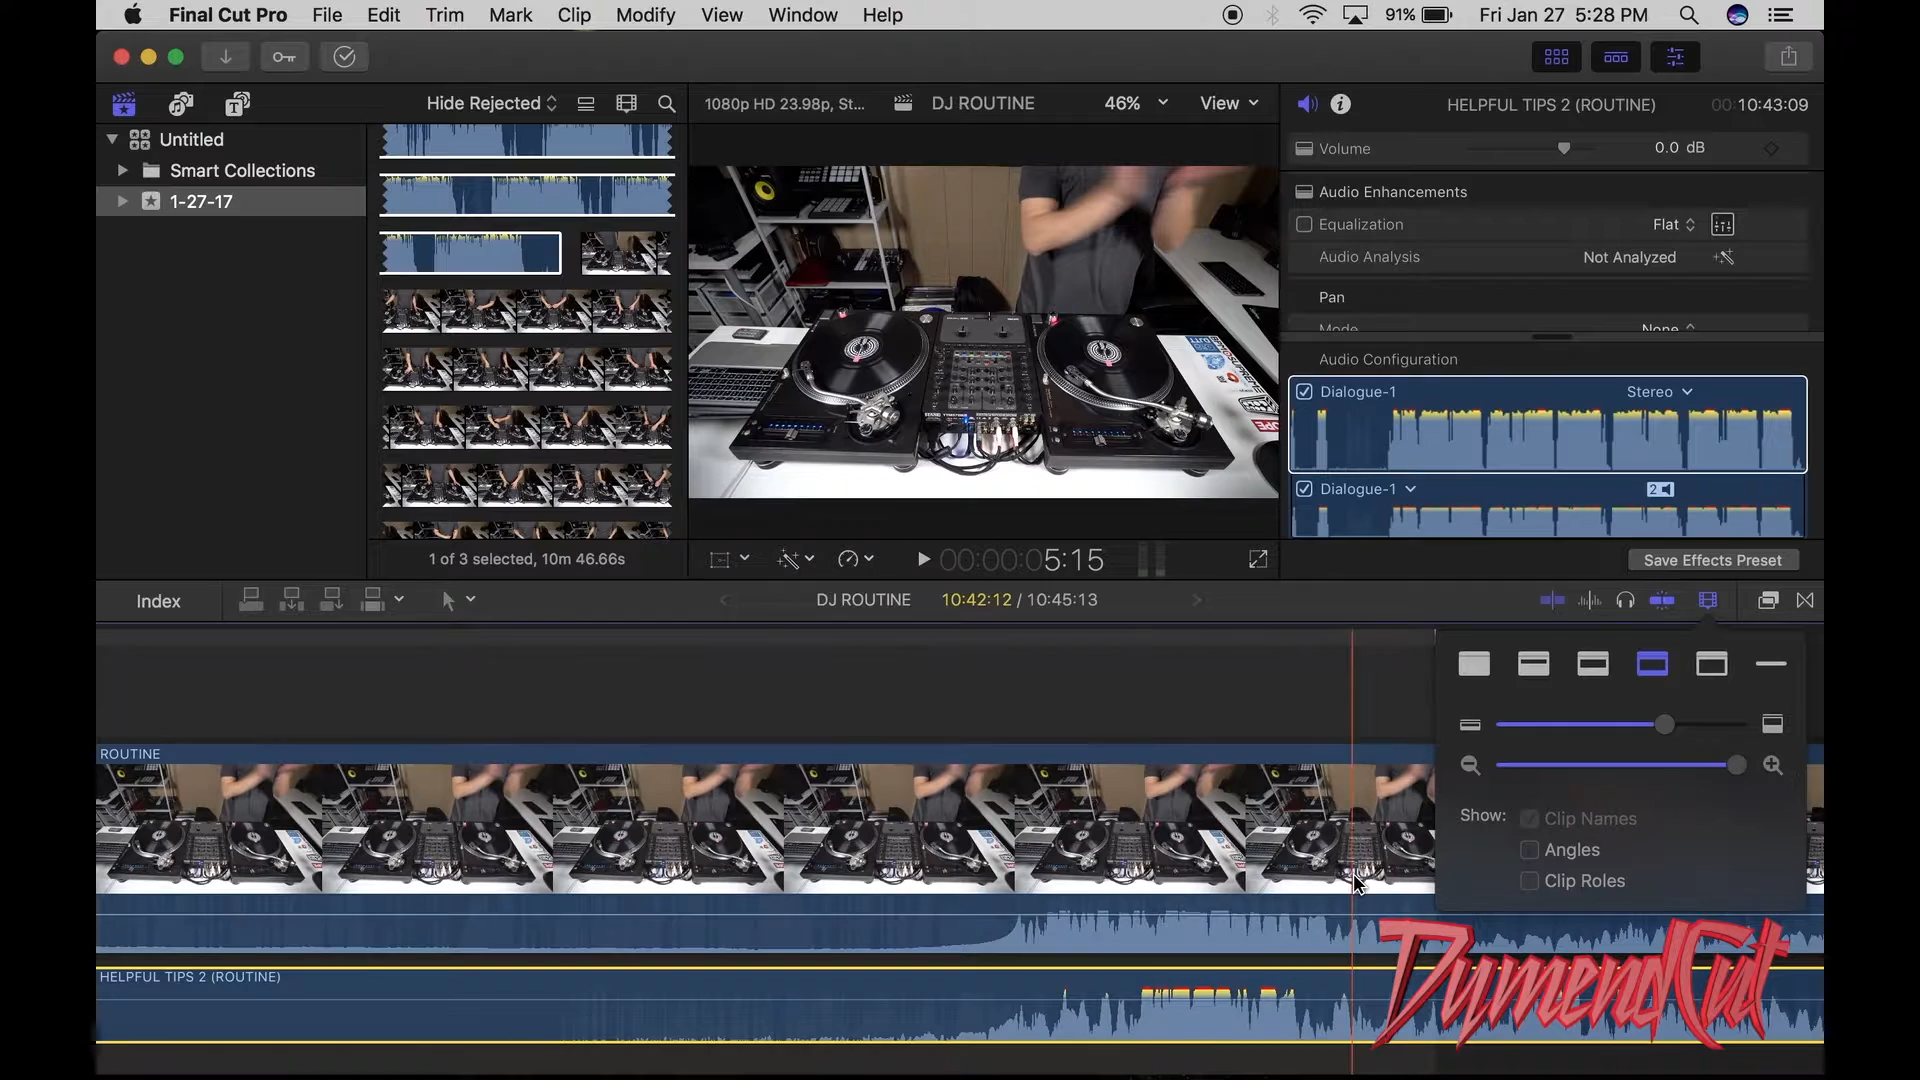 Final Cut Pro File Edit Trim Mark Clip Modify View Window Help 91% Fri Jan 27 5:28 PM
Hide Rejected 1080p HD 23.98p, St... DJ ROUTINE 46% View HELPFUL TIPS 2 (ROUTINE) 00:10:43:09
Untitled
Smart Collections
1-27-17
Volume 0.0 dB
Audio Enhancements
Equalization Flat
Audio Analysis Not Analyzed
Pan
Mode None
Audio Configuration
Dialogue-1 Stereo
Dialogue-1 2
1 of 3 selected, 10m 46.66s 00:00:05:15 Save Effects Preset
Index DJ ROUTINE 10:42:12 / 10:45:13
ROUTINE
Show: Clip Names
Angles
Clip Roles
HELPFUL TIPS 2 (ROUTINE)
DymendCut